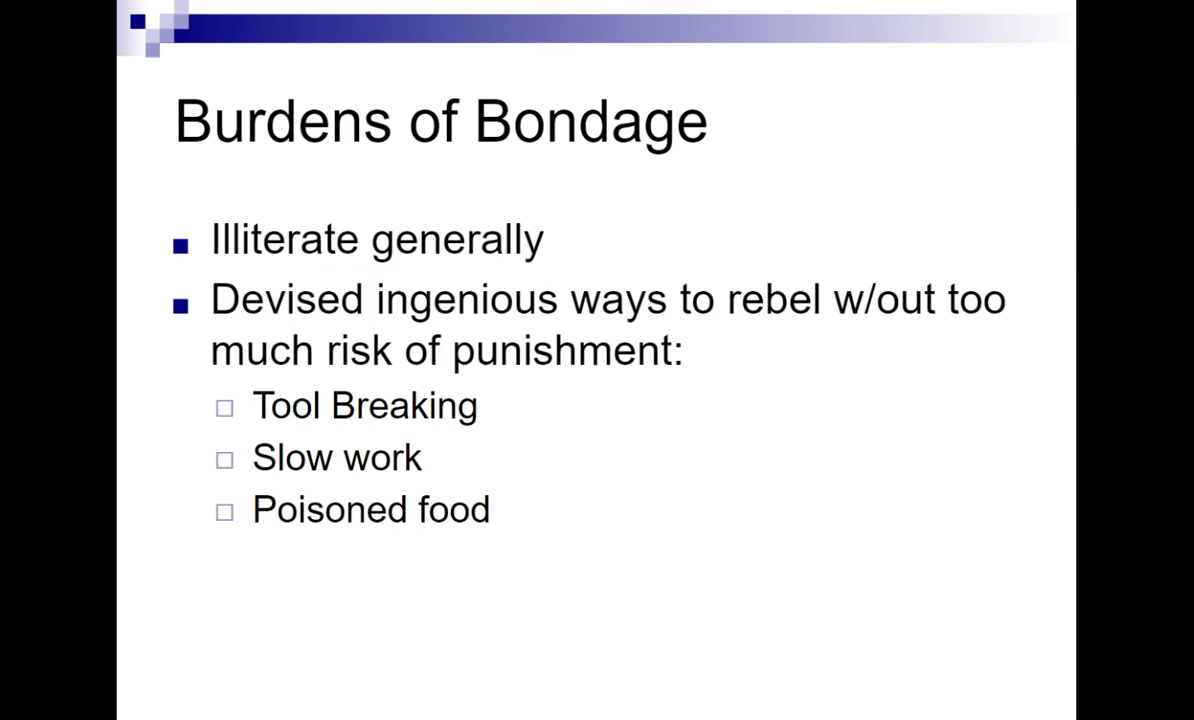 Burdens of Bondage
Illiterate generally
Devised ingenious ways to rebel w/out too
much risk of punishment:
Tool Breaking
Slow work
Poisoned food